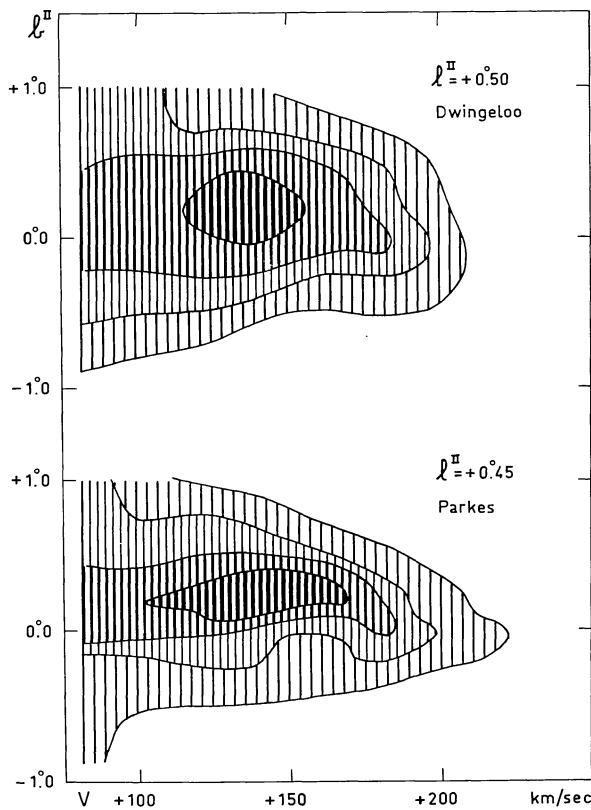 b^II
+1°.0
l^II = +0°.50
Dwingeloo
0°.0
−1°.0
+1°.0
l^II = +0°.45
Parkes
0°.0
−1°.0
V +100 +150 +200 km/sec